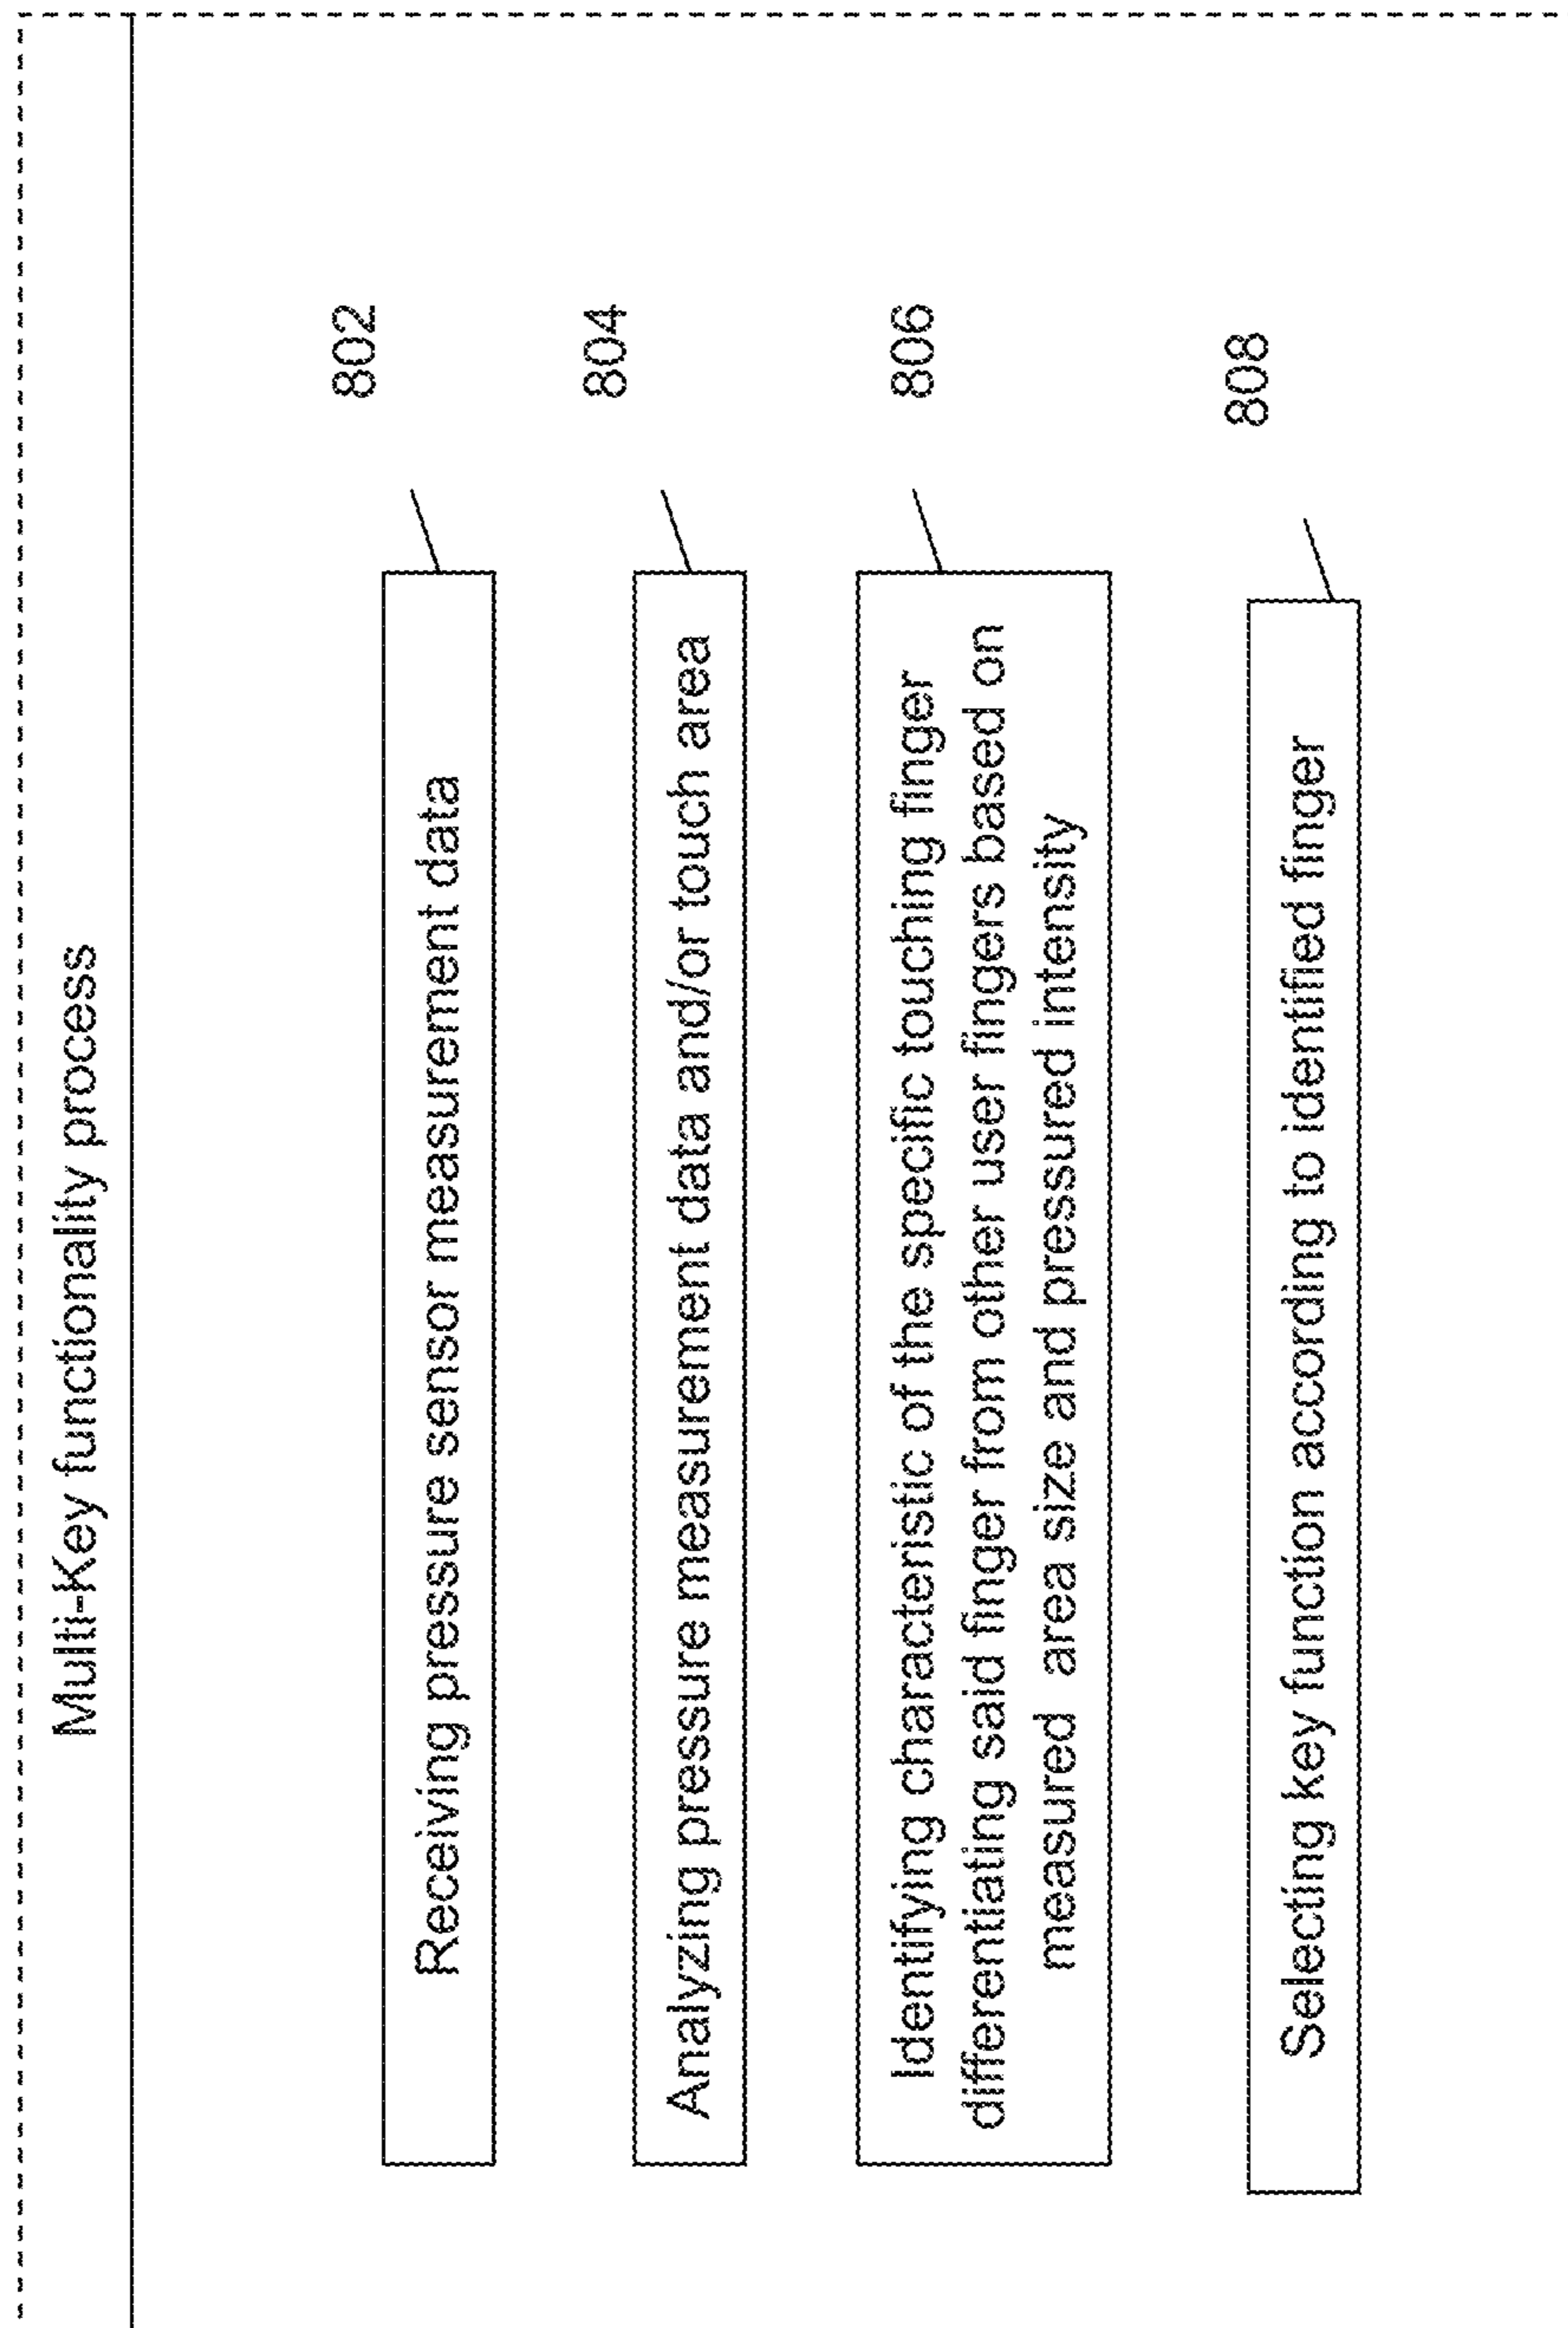 Multi-Key functionality process
802
Receiving pressure sensor measurement data
804
Analyzing pressure measurement data and/or touch area
806
Identifying characteristic of the specific touching finger
differentiating said finger from other user fingers based on
measured area size and pressured intensity
808
Selecting key function according to identified finger